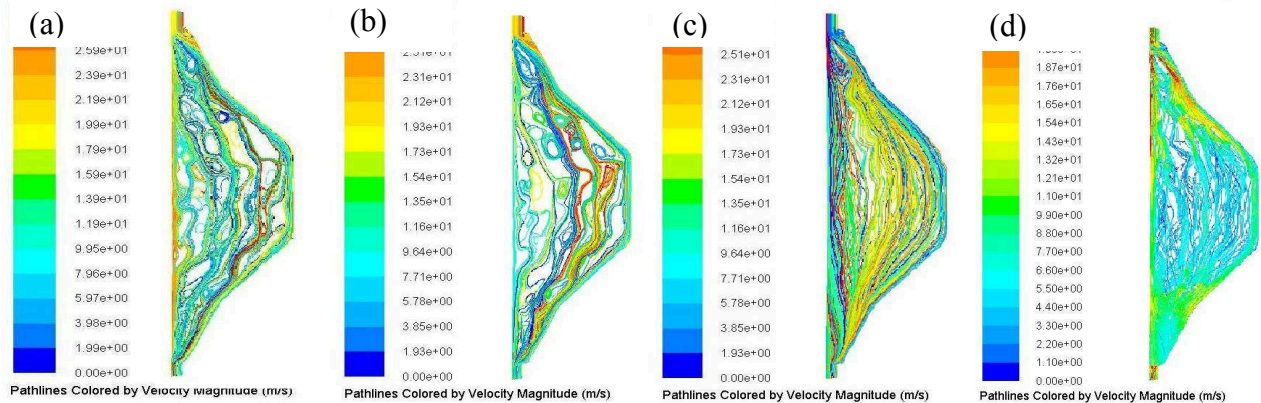 (a)
2.59e+01
2.39e+01
2.19e+01
1.99e+01
1.79e+01
1.59e+01
1.39e+01
1.19e+01
9.95e+00
7.96e+00
5.97e+00
3.98e+00
1.99e+00
0.00e+00
Pathlines Colored by Velocity Magnitude (m/s)
(b)
2.31e+01
2.12e+01
1.93e+01
1.73e+01
1.54e+01
1.35e+01
1.16e+01
9.64e+00
7.71e+00
5.78e+00
3.85e+00
1.93e+00
0.00e+00
Pathlines Colored by Velocity Magnitude (m/s)
(c)
2.51e+01
2.31e+01
2.12e+01
1.93e+01
1.73e+01
1.54e+01
1.35e+01
1.16e+01
9.64e+00
7.71e+00
5.78e+00
3.85e+00
1.93e+00
0.00e+00
Pathlines Colored by Velocity Magnitude (m/s)
(d)
1.87e+01
1.76e+01
1.65e+01
1.54e+01
1.43e+01
1.32e+01
1.10e+01
9.90e+00
8.80e+00
7.70e+00
6.60e+00
5.50e+00
4.40e+00
3.30e+00
2.20e+00
1.10e+00
0.00e+00
Pathlines Colored by Velocity Magnitude (m/s)